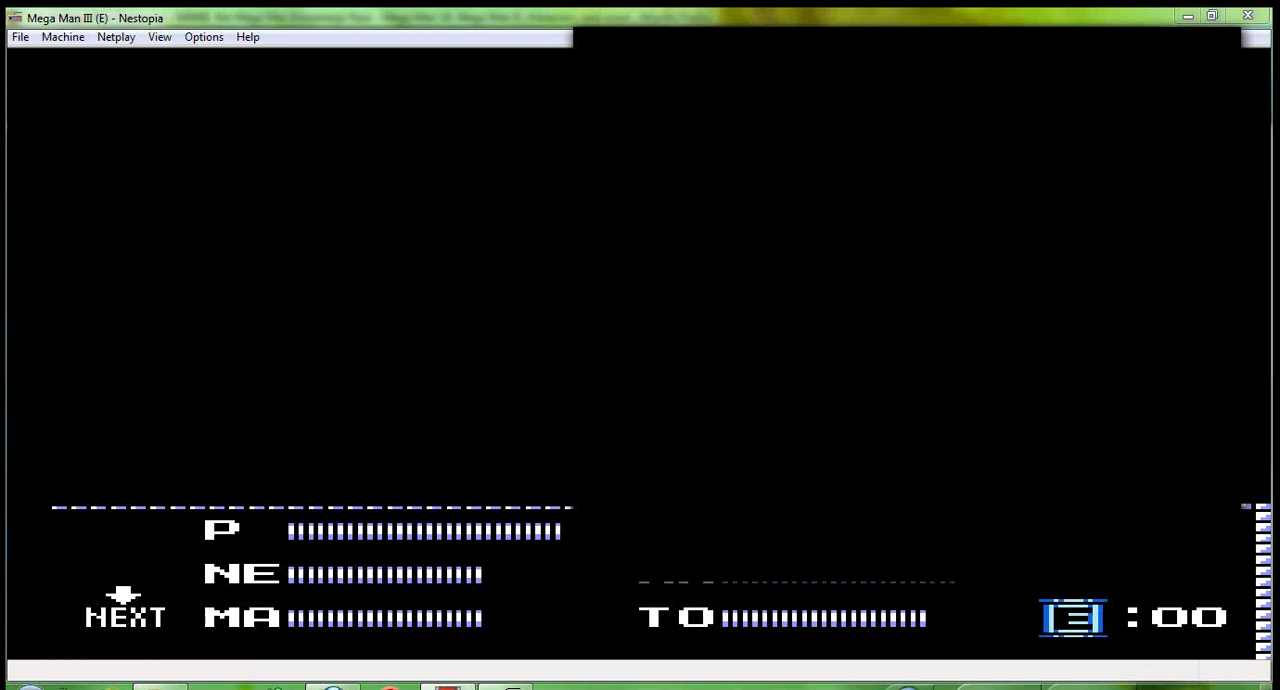 Mega Man III (E) - Nestopia
File Machine Netplay View Options Help
P
NE
NEXT MA TO E :00